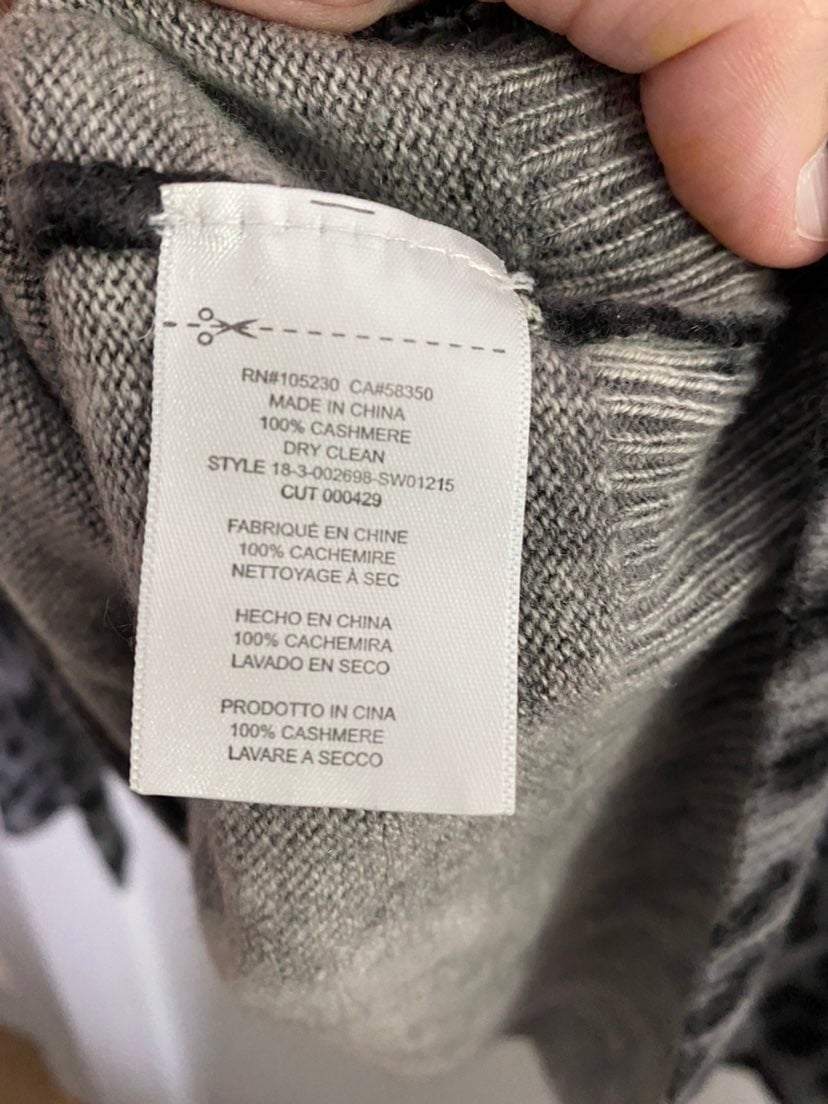 RN#105230 CA#58350
MADE IN CHINA
100% CASHMERE
DRY CLEAN
STYLE 18-3-002698-SW01215
CUT 000429
FABRIQUÉ EN CHINE
100% CACHEMIRE
NETTOYAGE À SEC
HECHO EN CHINA
100% CACHEMIRA
LAVADO EN SECO
PRODOTTO IN CINA
100% CASHMERE
LAVARE A SECCO